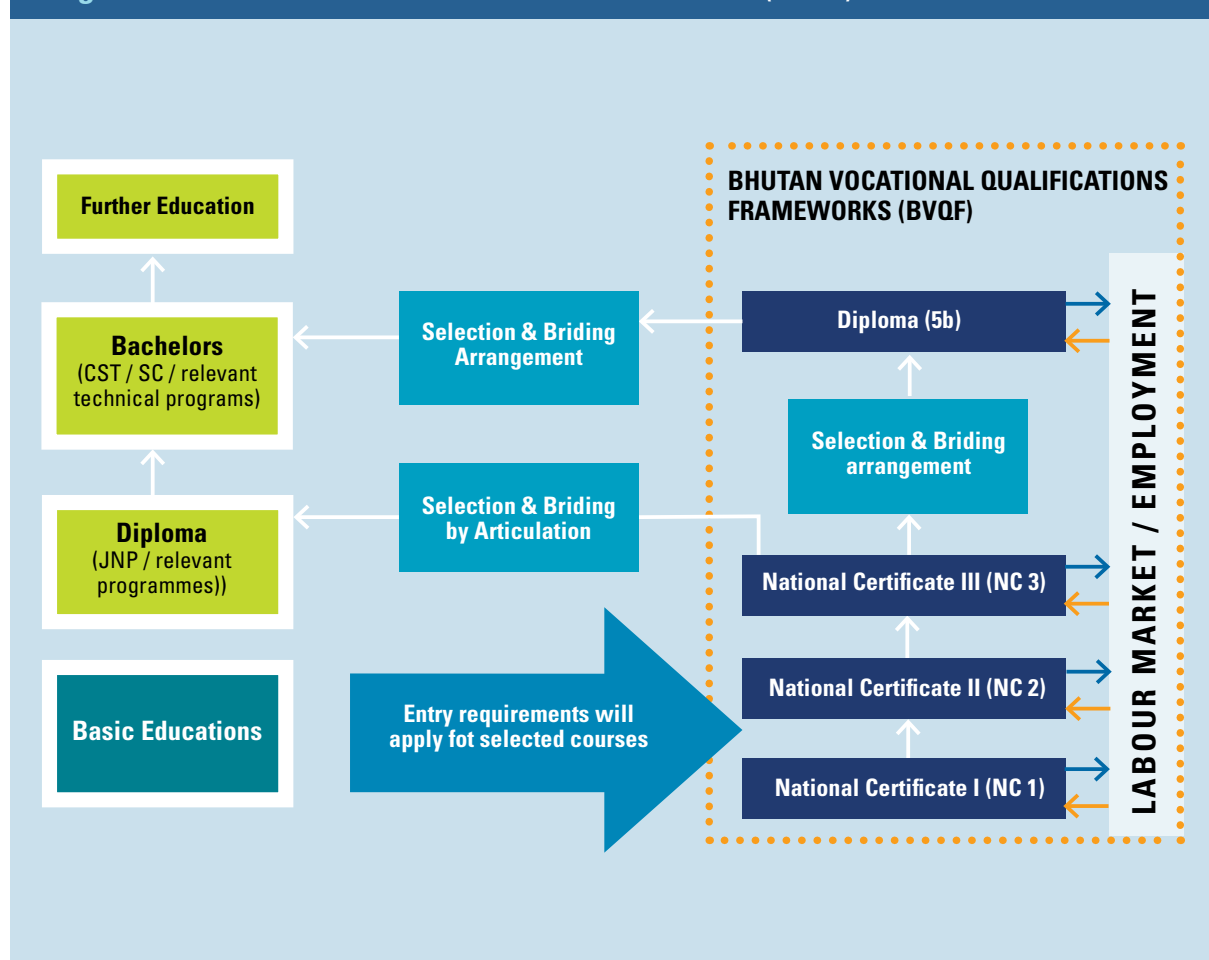 Further Education
Bachelors
(CST / SC / relevant
technical programs)
Diploma
(JNP / relevant
programmes))
Basic Educations
Selection & Briding
Arrangement
Selection & Briding
by Articulation
Entry requirements will
apply fot selected courses
BHUTAN VOCATIONAL QUALIFICATIONS
FRAMEWORKS (BVQF)
Diploma (5b)
Selection & Briding
arrangement
National Certificate III (NC 3)
National Certificate II (NC 2)
National Certificate I (NC 1)
LABOUR MARKET / EMPLOYMENT